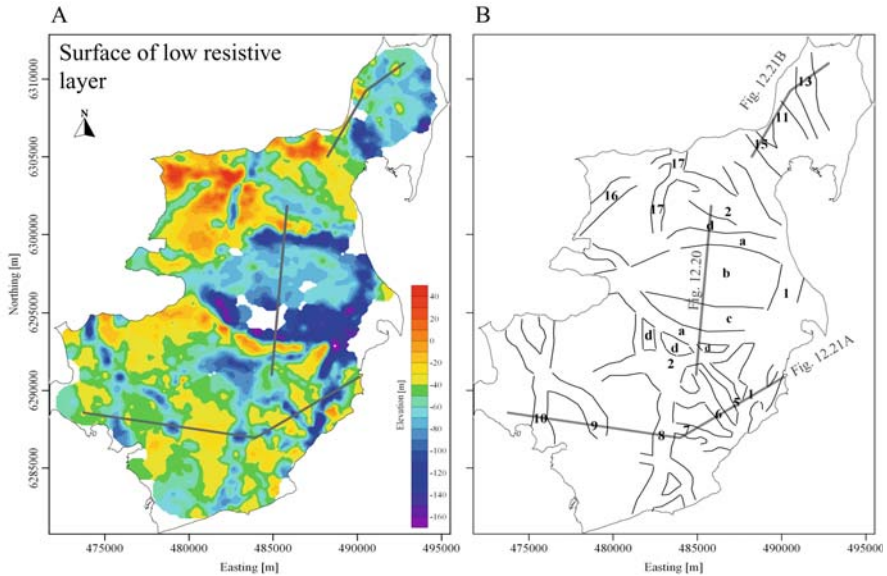 A
Surface of low resistive
layer
N
Northing [m]
6310000
6305000
6300000
6295000
6290000
6285000
475000 480000 485000 490000 495000
Easting [m]
Elevation [m]
40
20
0
-20
-40
-60
-80
-100
-120
-140
-160
B
Fig. 12.21B
13
11
15
17
16
17
2
d
a
Fig. 12.20
b
1
c
a
d
d
d
2
Fig. 12.21A
1
5
6
7
10
9
8
475000 480000 485000 490000 495000
Easting [m]